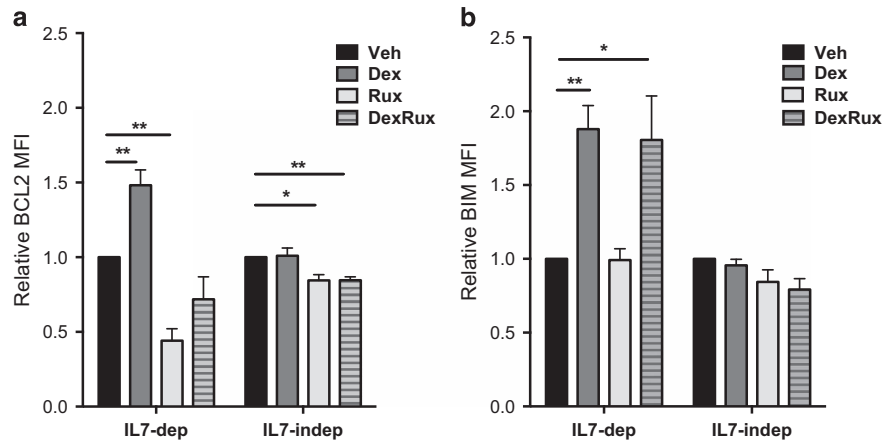 a
Relative BCL2 MFI
2.5
2.0
1.5
1.0
0.5
0.0
Veh
Dex
Rux
DexRux
**
**
**
*
IL7-dep
IL7-indep
b
Relative BIM MFI
2.5
2.0
1.5
1.0
0.5
0.0
Veh
Dex
Rux
DexRux
*
**
IL7-dep
IL7-indep